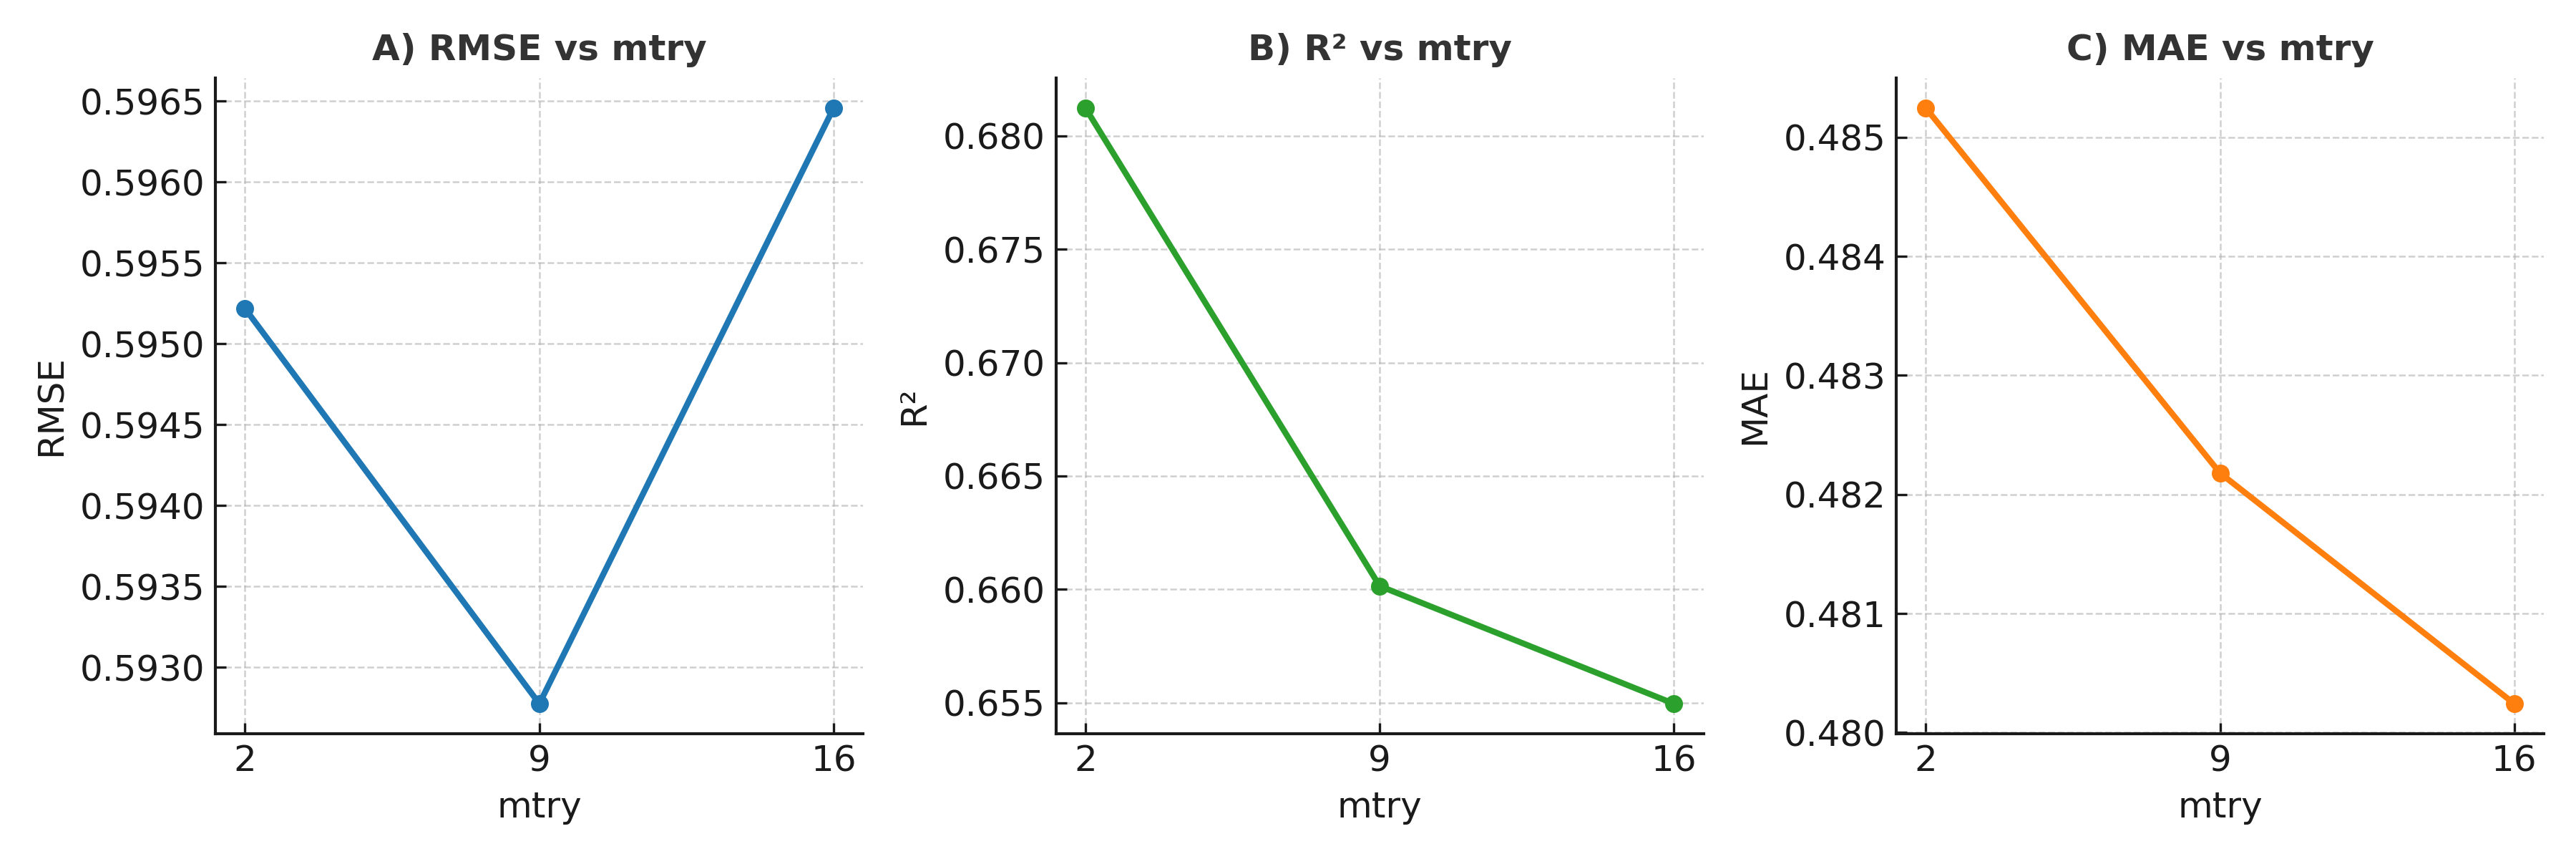 A) RMSE vs mtry
RMSE
0.5965
0.5960
0.5955
0.5950
0.5945
0.5940
0.5935
0.5930
2 9 16
mtry
B) R² vs mtry
R²
0.680
0.675
0.670
0.665
0.660
0.655
2 9 16
mtry
C) MAE vs mtry
MAE
0.485
0.484
0.483
0.482
0.481
0.480
2 9 16
mtry